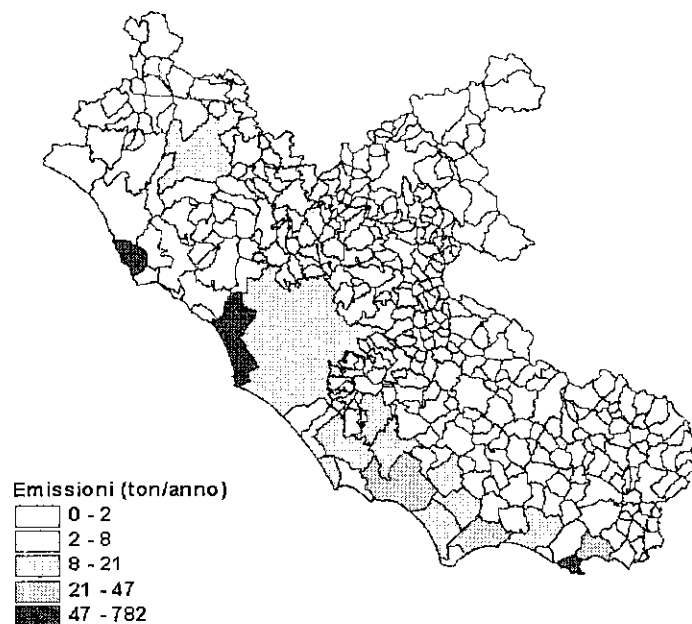 Emissioni (ton/anno)
0 - 2
2 - 8
8 - 21
21 - 47
47 - 782